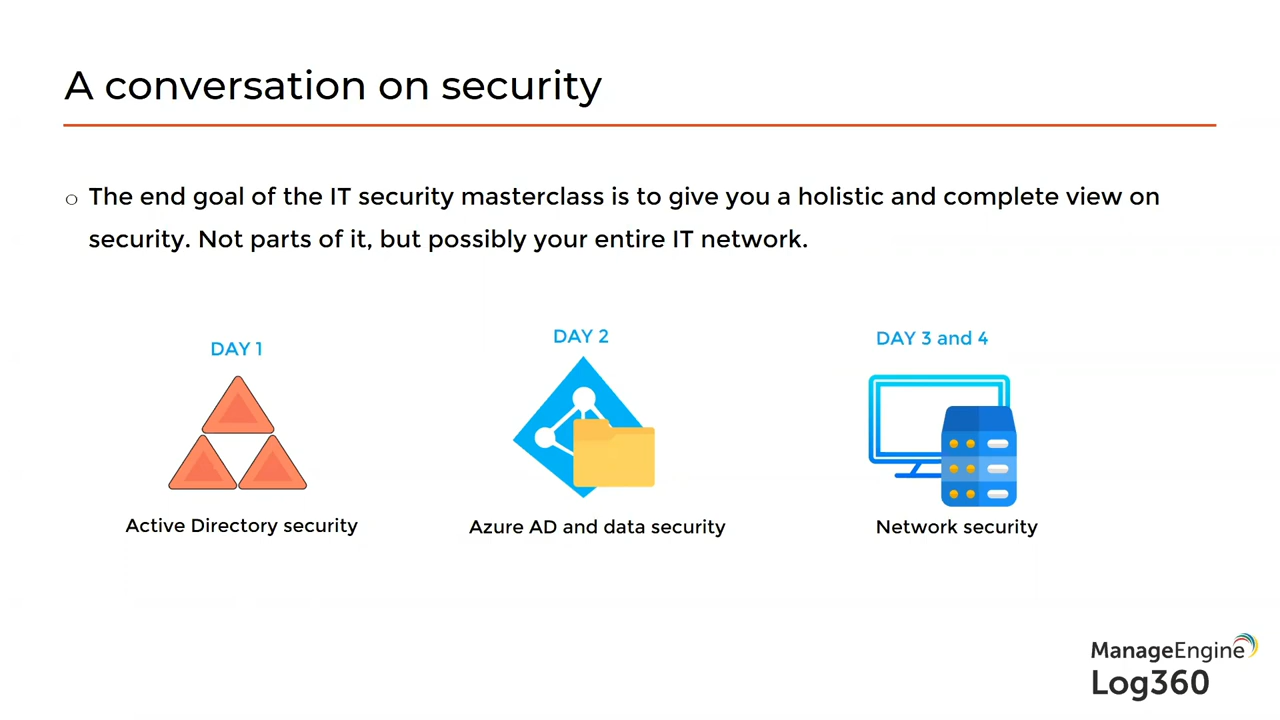 A conversation on security
The end goal of the IT security masterclass is to give you a holistic and complete view on
security. Not parts of it, but possibly your entire IT network.
DAY 1
DAY 2
DAY 3 and 4
Active Directory security
Azure AD and data security
Network security
ManageEngine
Log360